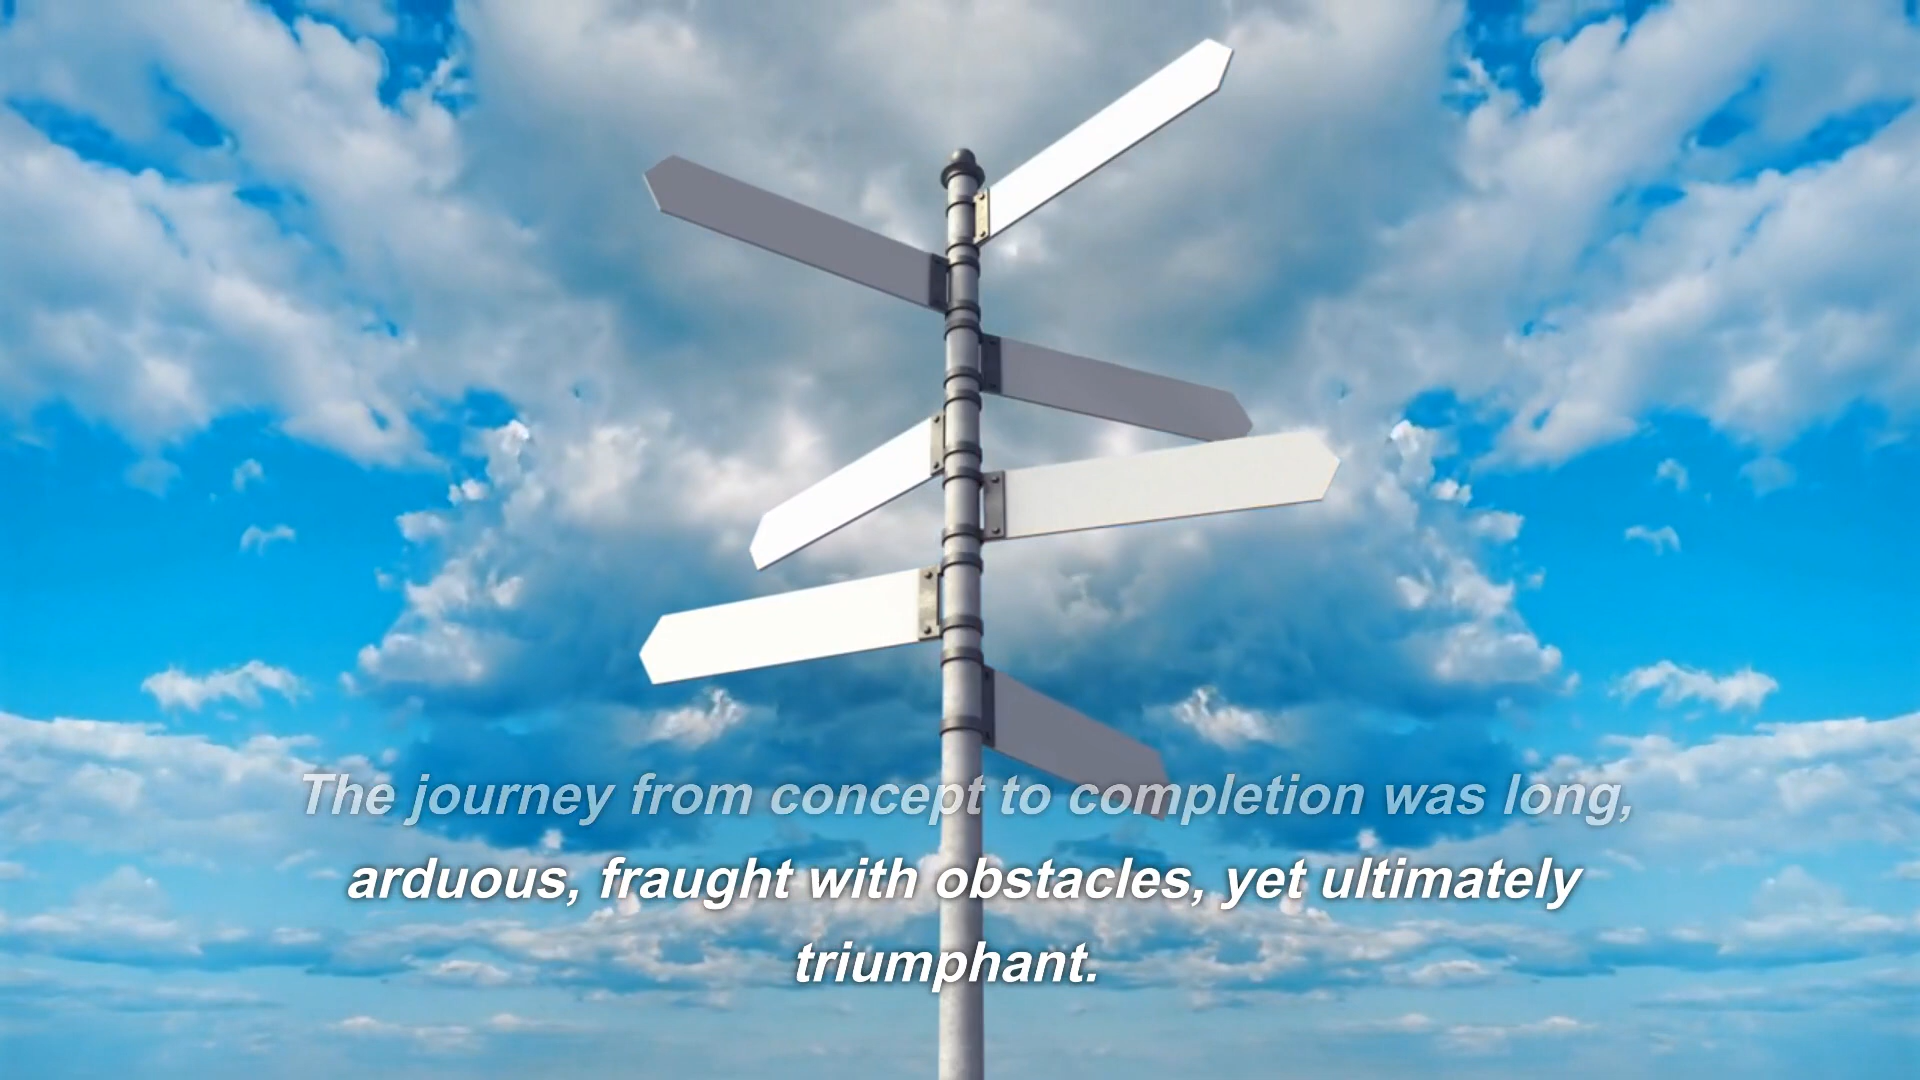 The journey from concept to completion was long,
arduous, fraught with obstacles, yet ultimately
triumphant.